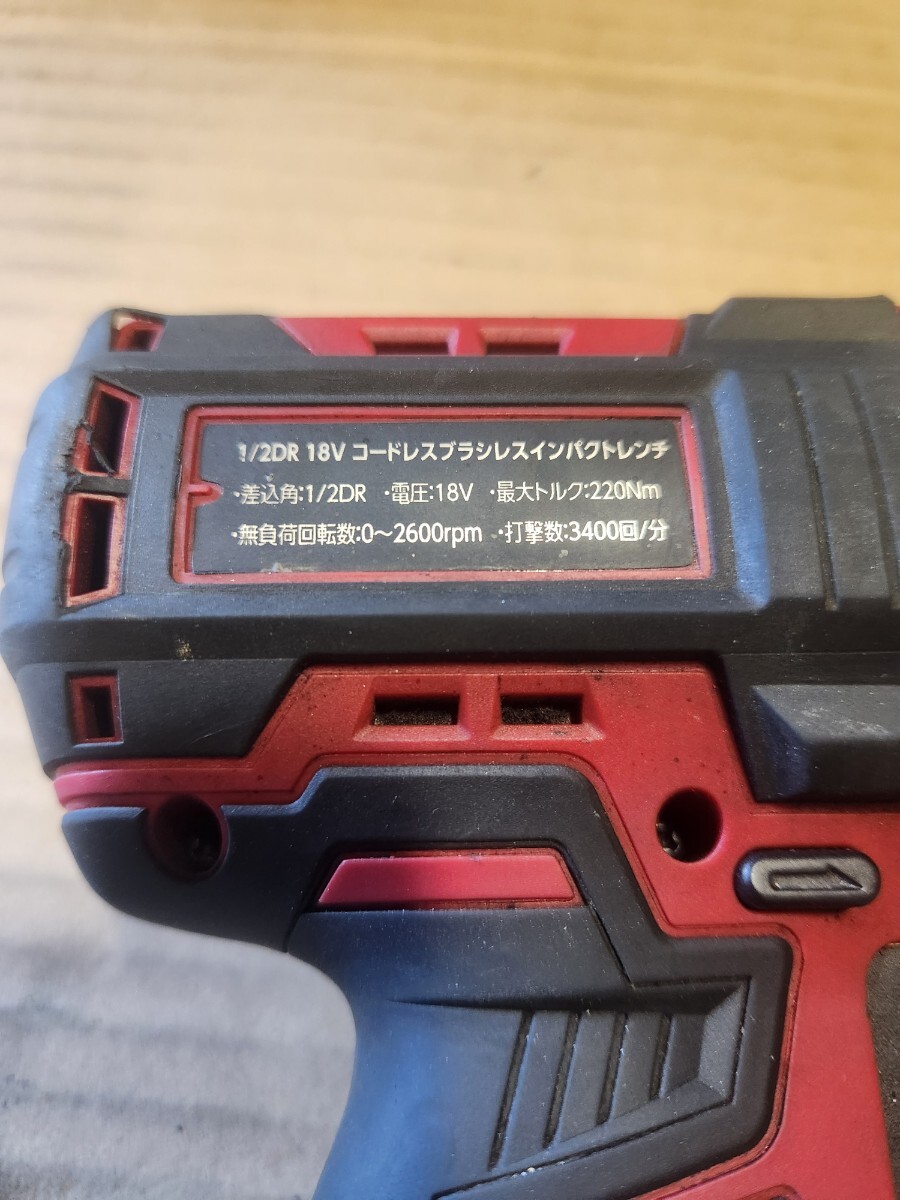 1/2DR 18V コードレスブラシレスインパクトレンチ
・差込角:1/2DR ・電圧:18V ・最大トルク:220Nm
・無負荷回転数:0～2600rpm ・打撃数:3400回/分